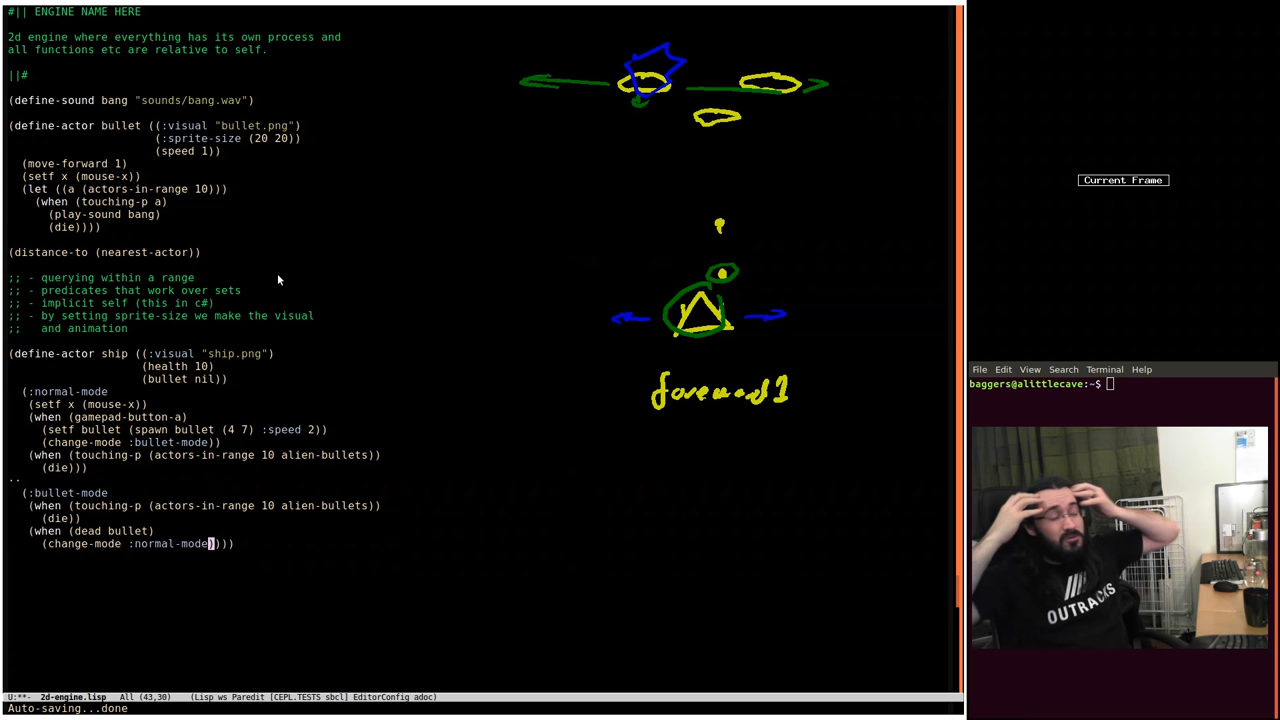 #|| ENGINE NAME HERE
2d engine where everything has its own process and
all functions etc are relative to self.
||#
(define-sound bang "sounds/bang.wav")
(define-actor bullet ((:visual "bullet.png")
(:sprite-size (20 20))
(speed 1))
(move-forward 1)
(setf x (mouse-x))
(let ((a (actors-in-range 10)))
(when (touching-p a)
(play-sound bang)
(die))))
(distance-to (nearest-actor))
;; - querying within a range
;; - predicates that work over sets
;; - implicit self (this in c#)
;; - by setting sprite-size we make the visual
;;   and animation
(define-actor ship ((:visual "ship.png")
(health 10)
(bullet nil))
(:normal-mode
(setf x (mouse-x))
(when (gamepad-button-a)
(setf bullet (spawn bullet (4 7) :speed 2))
(change-mode :bullet-mode))
(when (touching-p (actors-in-range 10 alien-bullets))
(die)))
..
(:bullet-mode
(when (touching-p (actors-in-range 10 alien-bullets))
(die))
(when (dead bullet)
(change-mode :normal-mode))))
U:**-  2d-engine.lisp   All (43,30)    (Lisp ws Paredit [CEPL.TESTS sbcl] EditorConfig adoc)
Auto-saving...done
foreward 1
Current Frame
File Edit View Search Terminal Help
baggers@alittlecave:~$
OUTRACKS